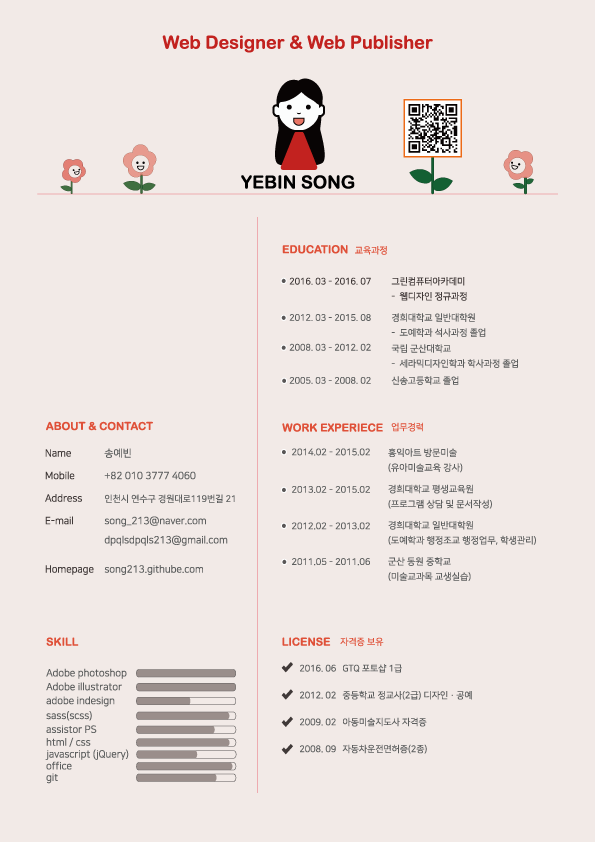 Web Designer & Web Publisher
YEBIN SONG
EDUCATION 교육과정
2016. 03 - 2016. 07 그린컴퓨터아카데미
- 웹디자인 정규과정
2012. 03 - 2015. 08 경희대학교 일반대학원
- 도예학과 석사과정 졸업
2008. 03 - 2012. 02 국립 군산대학교
- 세라믹디자인학과 학사과정 졸업
2005. 03 - 2008. 02 신송고등학교 졸업
ABOUT & CONTACT
Name 송예빈
Mobile +82 010 3777 4060
Address 인천시 연수구 경원대로119번길 21
E-mail song_213@naver.com
dpqlsdpqls213@gmail.com
Homepage song213.githube.com
WORK EXPERIECE 업무경력
2014.02 - 2015.02 홍익아트 방문미술
(유아미술교육 강사)
2013.02 - 2015.02 경희대학교 평생교육원
(프로그램 상담 및 문서작성)
2012.02 - 2013.02 경희대학교 일반대학원
(도예학과 행정조교 행정업무, 학생관리)
2011.05 - 2011.06 군산 동원 중학교
(미술교과목 교생실습)
SKILL
Adobe photoshop
Adobe illustrator
adobe indesign
sass(scss)
assistor PS
html / css
javascript (jQuery)
office
git
LICENSE 자격증 보유
2016. 06 GTQ 포토샵 1급
2012. 02 중등학교 정교사(2급) 디자인 · 공예
2009. 02 아동미술지도사 자격증
2008. 09 자동차운전면허증(2종)